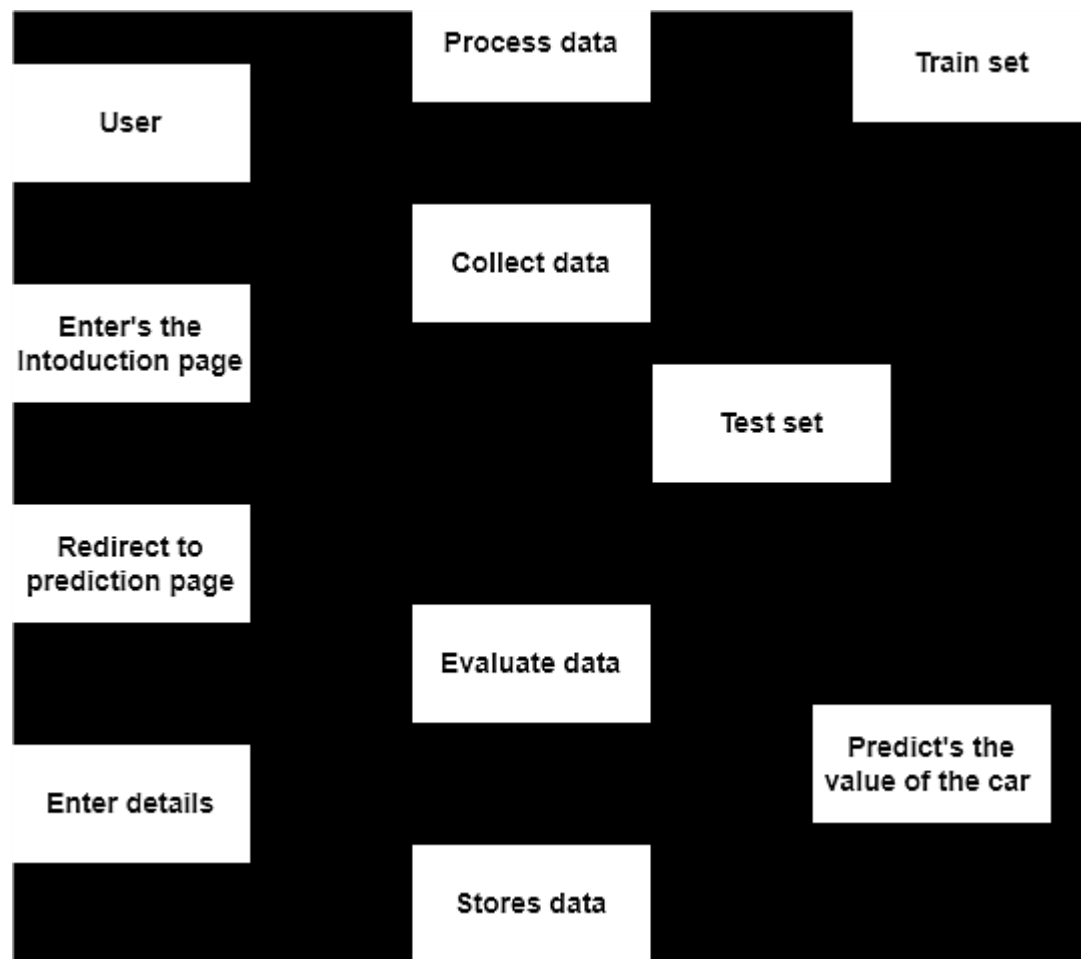 Process data
Train set
User
Collect data
Enter's the
Intoduction page
Test set
Redirect to
prediction page
Evaluate data
Predict's the
value of the car
Enter details
Stores data